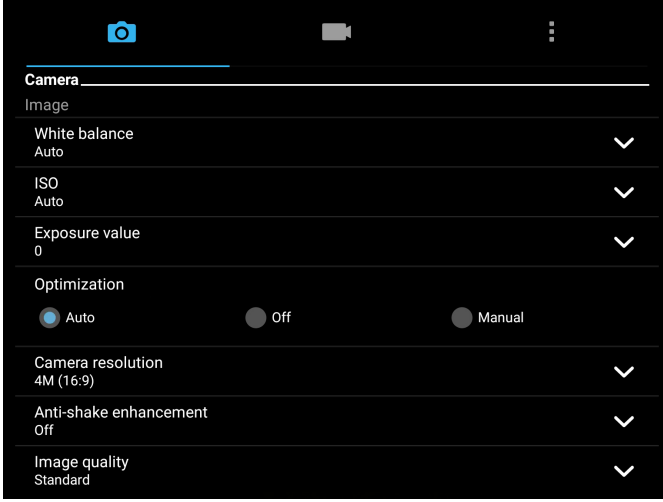 Camera
Image
White balance
Auto
ISO
Auto
Exposure value
0
Optimization
Auto Off Manual
Camera resolution
4M (16:9)
Anti-shake enhancement
Off
Image quality
Standard